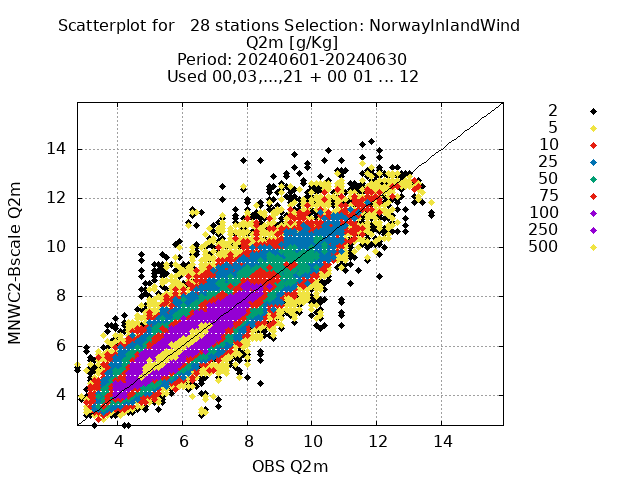 Scatterplot for   28 stations Selection: NorwayInlandWind
Q2m [g/Kg]
Period: 20240601-20240630
Used 00,03,...,21 + 00 01 ... 12
2
5
10
25
50
75
100
250
500
14
12
10
8
6
4
MNWC2-Bscale Q2m
4 6 8 10 12 14
OBS Q2m